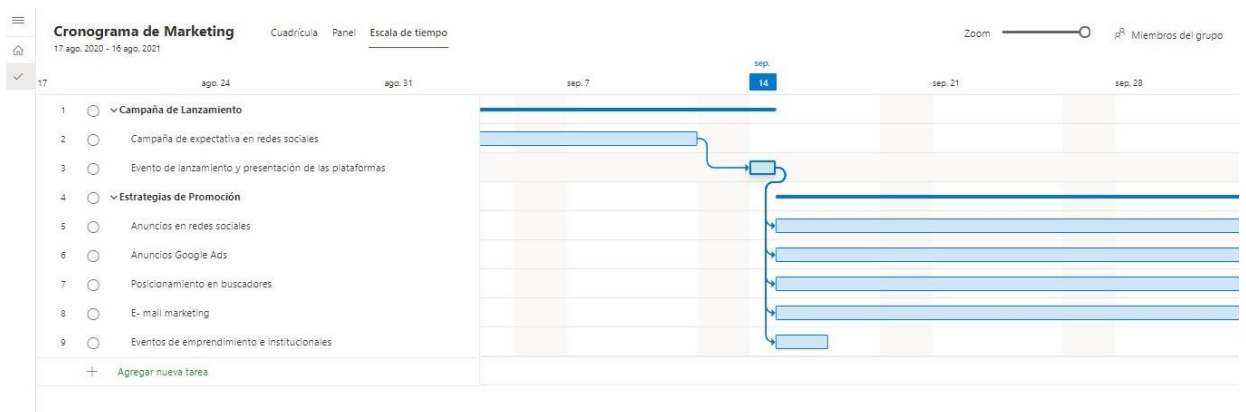 Cronograma de Marketing
17 ago. 2020 - 16 ago. 2021
Cuadrícula Panel Escala de tiempo
Zoom
Miembros del grupo
sep.
17 ago. 24 ago. 31 sep. 7 14 sep. 21 sep. 28
1 Campaña de Lanzamiento
2 Campaña de expectativa en redes sociales
3 Evento de lanzamiento y presentación de las plataformas
4 Estrategias de Promoción
5 Anuncios en redes sociales
6 Anuncios Google Ads
7 Posicionamiento en buscadores
8 E- mail marketing
9 Eventos de emprendimiento e institucionales
Agregar nueva tarea